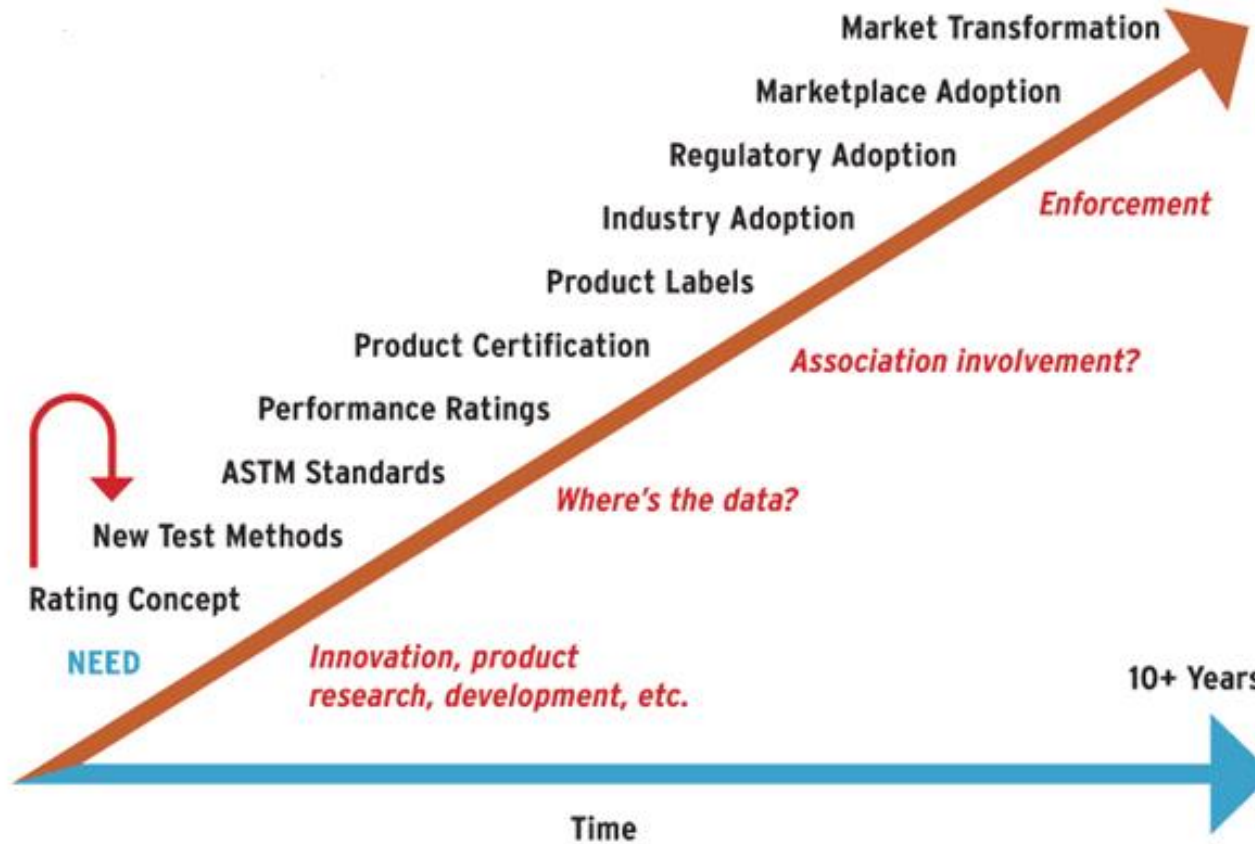 Market Transformation
Marketplace Adoption
Regulatory Adoption
Enforcement
Industry Adoption
Product Labels
Product Certification
Association involvement?
Performance Ratings
ASTM Standards
Where's the data?
New Test Methods
Rating Concept
NEED
Innovation, product
research, development, etc.
10+ Years
Time